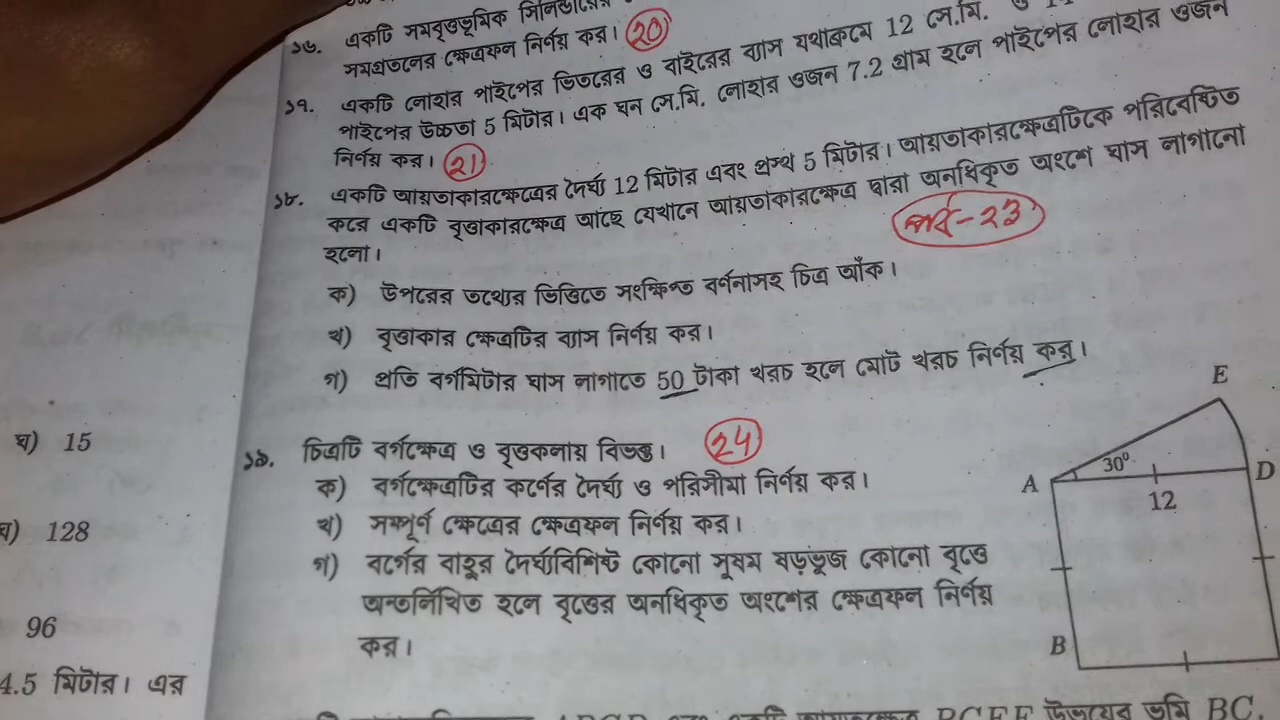 ১৬. একটি সমবৃত্তভূমিক সিলিন্ডারের
সমগ্রতলের ক্ষেত্রফল নির্ণয় কর। 20
১৭. একটি লোহার পাইপের ভিতরের ও বাইরের ব্যাস যথাক্রমে 12 সে.মি. ও
পাইপের উচ্চতা 5 মিটার। এক ঘন সে.মি. লোহার ওজন 7.2 গ্রাম হলে পাইপের লোহার ওজন
নির্ণয় কর। 21
১৮. একটি আয়তাকারক্ষেত্রের দৈর্ঘ্য 12 মিটার এবং প্রস্থ 5 মিটার। আয়তাকারক্ষেত্রটিকে পরিবেষ্টিত
করে একটি বৃত্তাকারক্ষেত্র আছে যেখানে আয়তাকারক্ষেত্র দ্বারা অনধিকৃত অংশে ঘাস লাগানো
হলো।
ক) উপরের তথ্যের ভিত্তিতে সংক্ষিপ্ত বর্ণনাসহ চিত্র আঁক।
খ) বৃত্তাকার ক্ষেত্রটির ব্যাস নির্ণয় কর।
গ) প্রতি বর্গমিটার ঘাস লাগাতে 50 টাকা খরচ হলে মোট খরচ নির্ণয় কর।
১৯. চিত্রটি বর্গক্ষেত্র ও বৃত্তকলায় বিভক্ত। 24
ক) বর্গক্ষেত্রটির কর্ণের দৈর্ঘ্য ও পরিসীমা নির্ণয় কর।
খ) সম্পূর্ণ ক্ষেত্রের ক্ষেত্রফল নির্ণয় কর।
গ) বর্গের বাহুর দৈর্ঘ্যবিশিষ্ট কোনো সুষম ষড়ভুজ কোনো বৃত্তে
অন্তর্লিখিত হলে বৃত্তের অনধিকৃত অংশের ক্ষেত্রফল নির্ণয়
কর।
E
A 30° D
12
B
ঘ) 15
ঘ) 128
96
4.5 মিটার। এর
উভয়ের ভূমি BC.